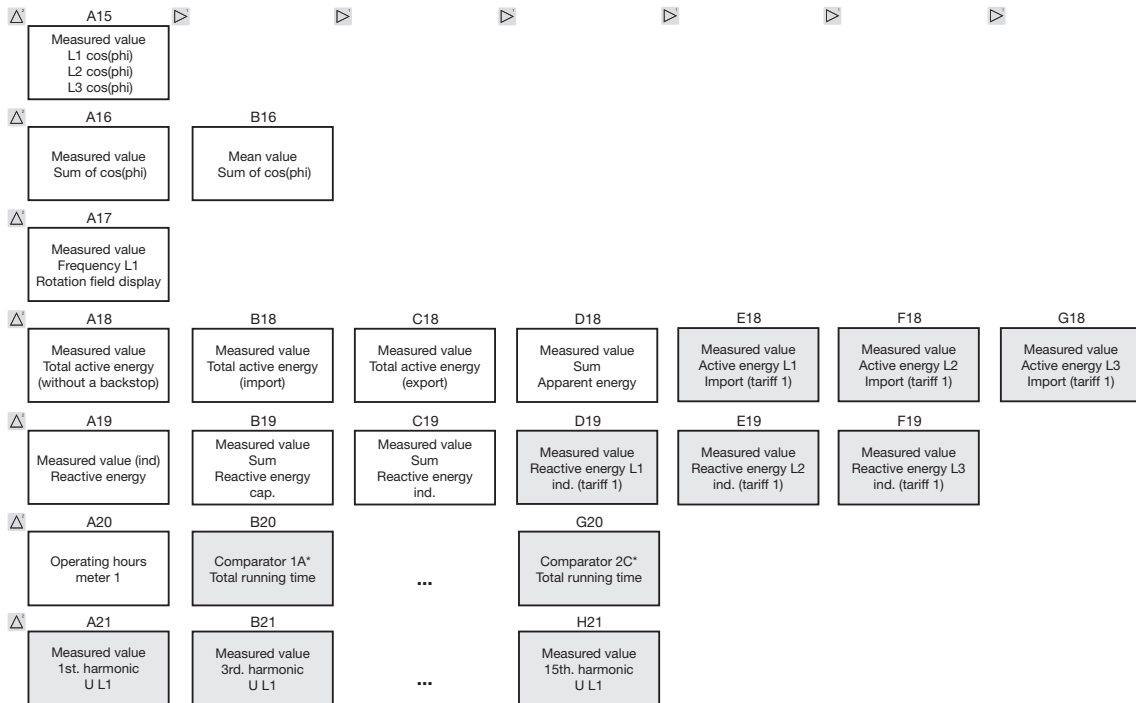 A15
Measured value
L1 cos(phi)
L2 cos(phi)
L3 cos(phi)
A16
Measured value
Sum of cos(phi)
B16
Mean value
Sum of cos(phi)
A17
Measured value
Frequency L1
Rotation field display
A18
Measured value
Total active energy
(without a backstop)
B18
Measured value
Total active energy
(import)
C18
Measured value
Total active energy
(export)
D18
Measured value
Sum
Apparent energy
E18
Measured value
Active energy L1
Import (tariff 1)
F18
Measured value
Active energy L2
Import (tariff 1)
G18
Measured value
Active energy L3
Import (tariff 1)
A19
Measured value (ind)
Reactive energy
B19
Measured value
Sum
Reactive energy
cap.
C19
Measured value
Sum
Reactive energy
ind.
D19
Measured value
Reactive energy L1
ind. (tariff 1)
E19
Measured value
Reactive energy L2
ind. (tariff 1)
F19
Measured value
Reactive energy L3
ind. (tariff 1)
A20
Operating hours
meter 1
B20
Comparator 1A*
Total running time
...
G20
Comparator 2C*
Total running time
A21
Measured value
1st. harmonic
U L1
B21
Measured value
3rd. harmonic
U L1
...
H21
Measured value
15th. harmonic
U L1